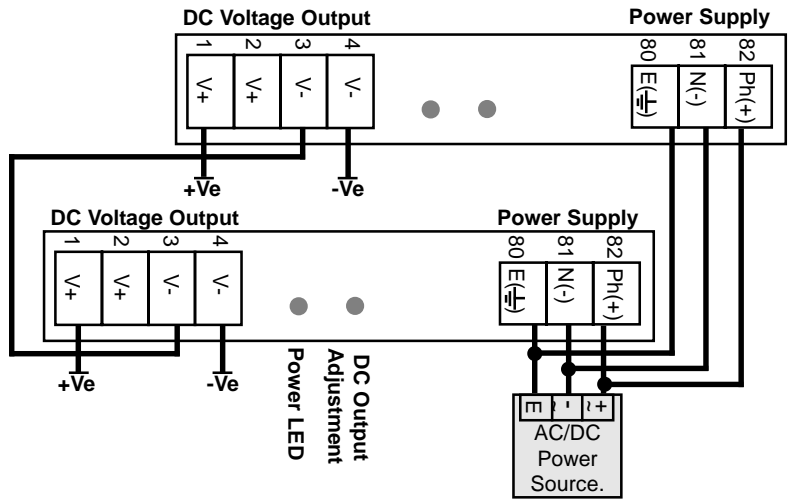 DC Voltage Output
Power Supply
1 2 3 4
80 81 82
V+ V+ V- V-
E(⏚) N(-) Ph(+)
+Ve -Ve
DC Voltage Output
Power Supply
1 2 3 4
80 81 82
V+ V+ V- V-
E(⏚) N(-) Ph(+)
+Ve -Ve
Power LED
DC Output
Adjustment
E ~- ~+
AC/DC
Power
Source.